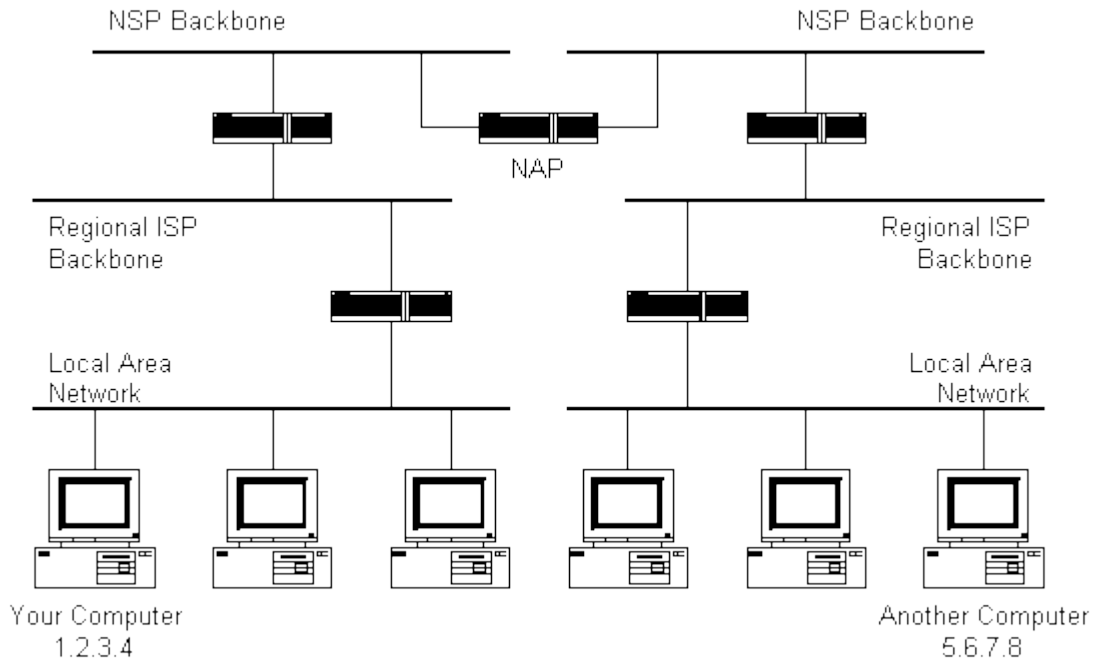 NSP Backbone
NSP Backbone
NAP
Regional ISP
Backbone
Regional ISP
Backbone
Local Area
Network
Local Area
Network
Your Computer
1.2.3.4
Another Computer
5.6.7.8